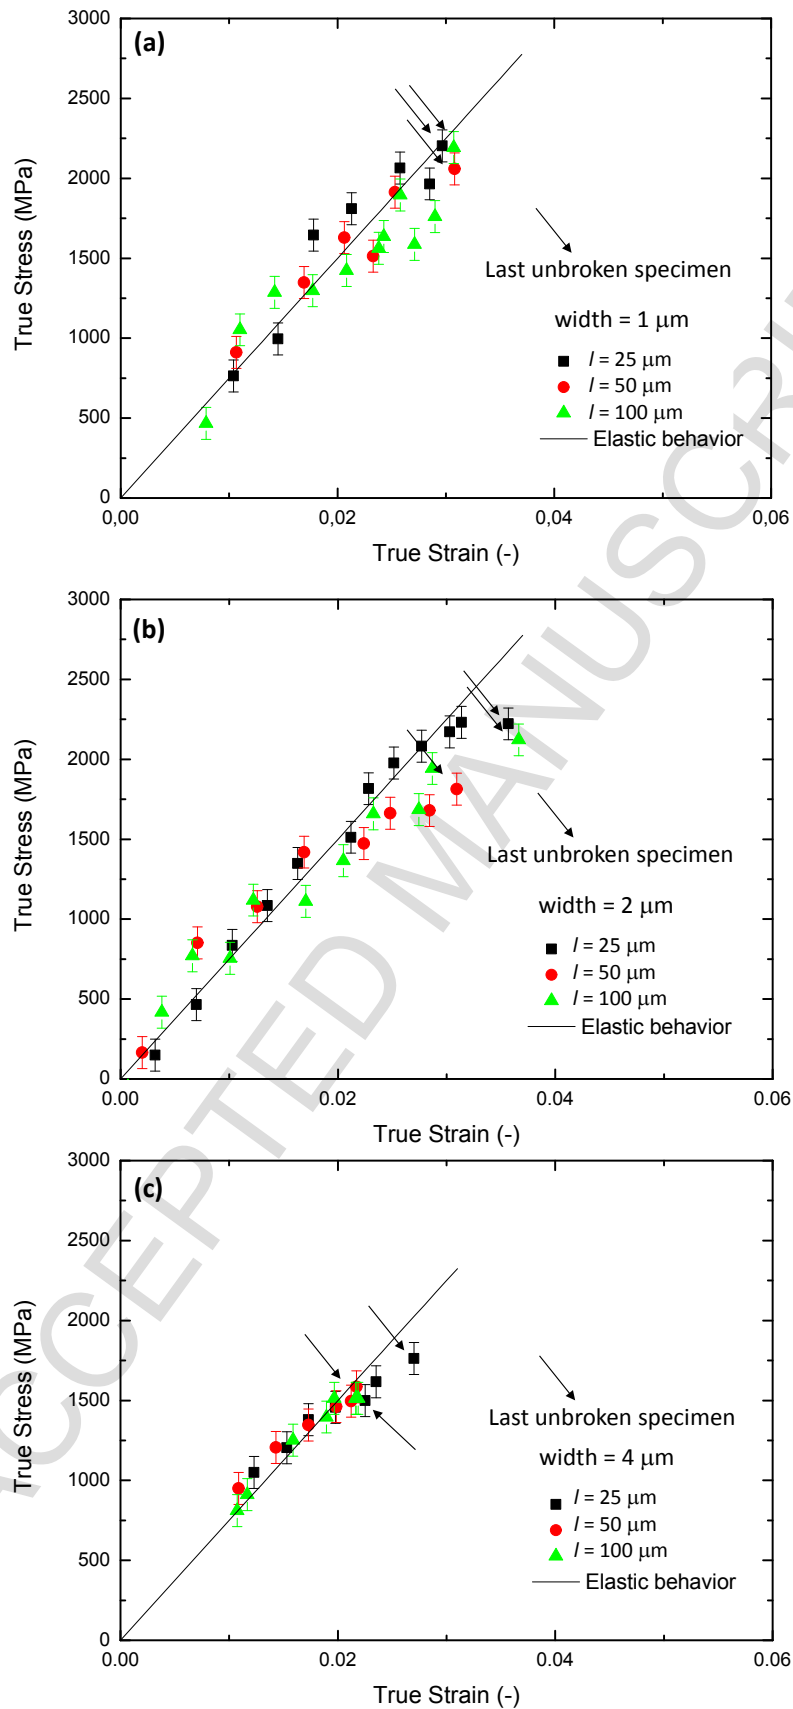 (a)
3000
2500
2000
1500
1000
500
0
True Stress (MPa)
Last unbroken specimen
width = 1 μm
l = 25 μm
l = 50 μm
l = 100 μm
Elastic behavior
0,00
0,02
0,04
0,06
True Strain (-)
(b)
3000
2500
2000
1500
1000
500
0
True Stress (MPa)
Last unbroken specimen
width = 2 μm
l = 25 μm
l = 50 μm
l = 100 μm
Elastic behavior
0.00
0.02
0.04
0.06
True Strain (-)
(c)
3000
2500
2000
1500
1000
500
0
True Stress (MPa)
Last unbroken specimen
width = 4 μm
l = 25 μm
l = 50 μm
l = 100 μm
Elastic behavior
0.00
0.02
0.04
0.06
True Strain (-)
ACCEPTED MANUSCRI